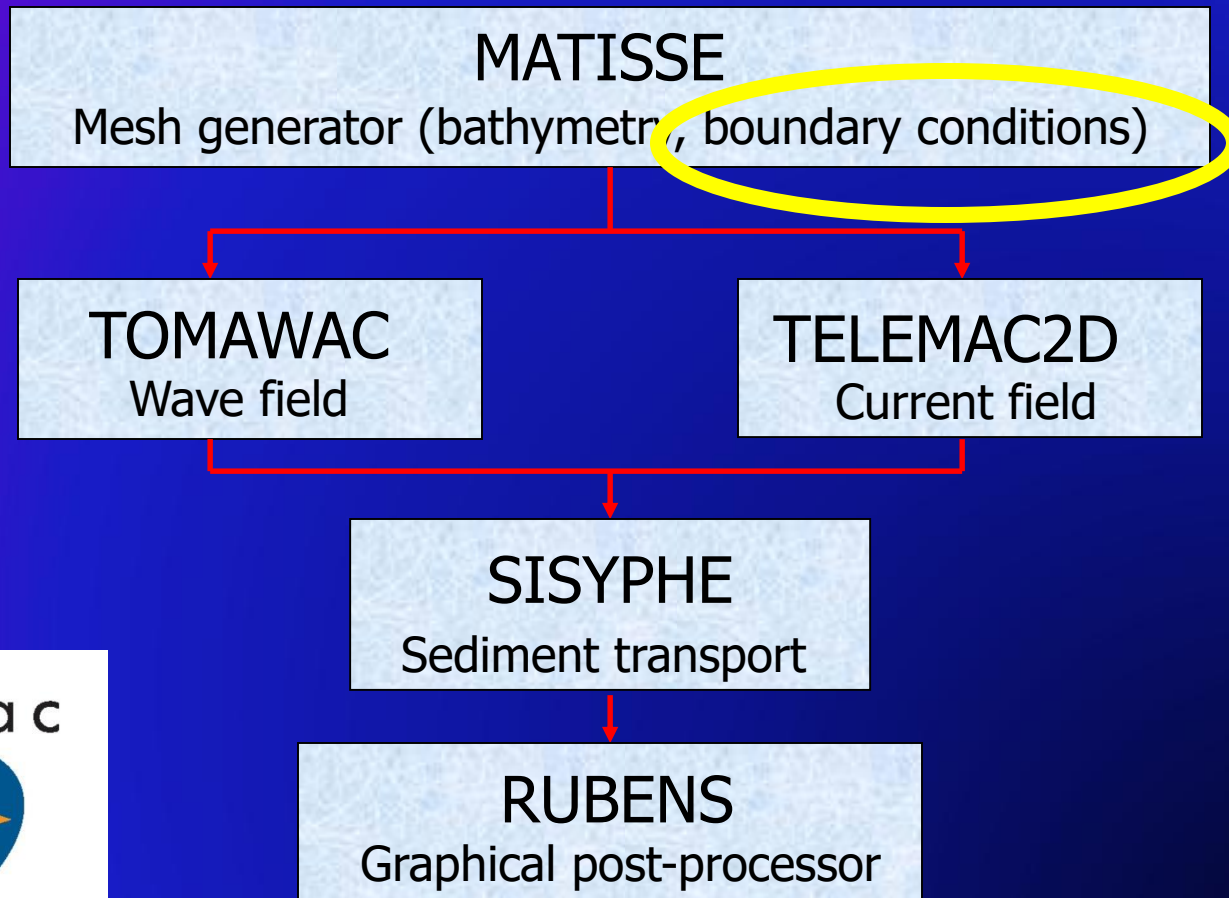 MATISSE
Mesh generator (bathymetry, boundary conditions)
TOMAWAC
Wave field
TELEMAC2D
Current field
SISYPHE
Sediment transport
a c
RUBENS
Graphical post-processor